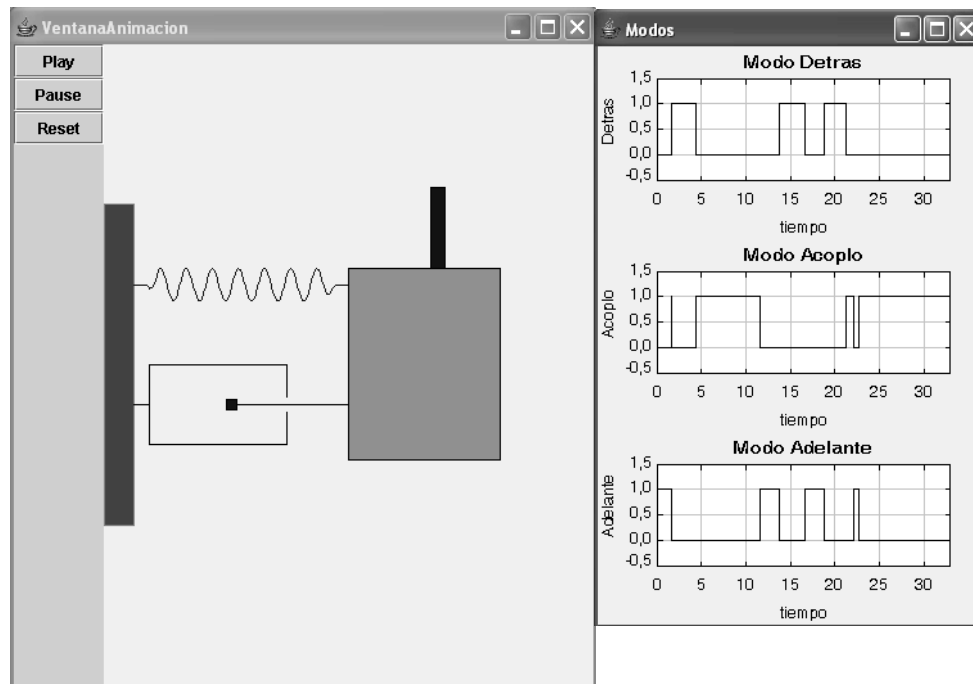 VentanaAnimacion
Play
Pause
Reset
Modos
Modo Detras
1,5
1,0
0,5
0,0
-0,5
Detras
0 5 10 15 20 25 30
tiempo
Modo Acoplo
1,5
1,0
0,5
0,0
-0,5
Acoplo
0 5 10 15 20 25 30
tiempo
Modo Adelante
1,5
1,0
0,5
0,0
-0,5
Adelante
0 5 10 15 20 25 30
tiempo